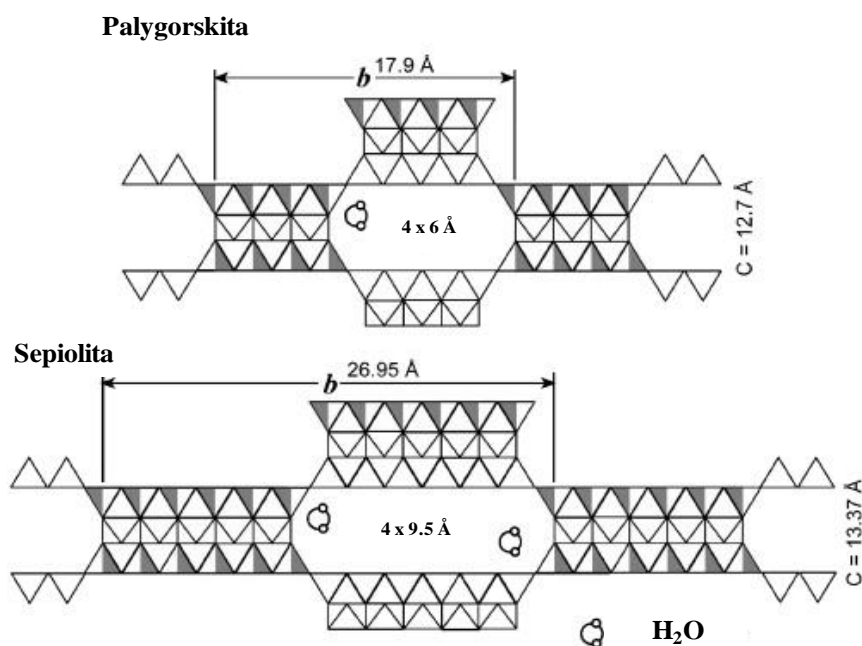 Palygorskita
b 17.9 Å
4 x 6 Å
C = 12.7 Å
Sepiolita
b 26.95 Å
4 x 9.5 Å
C = 13.37 Å
H₂O